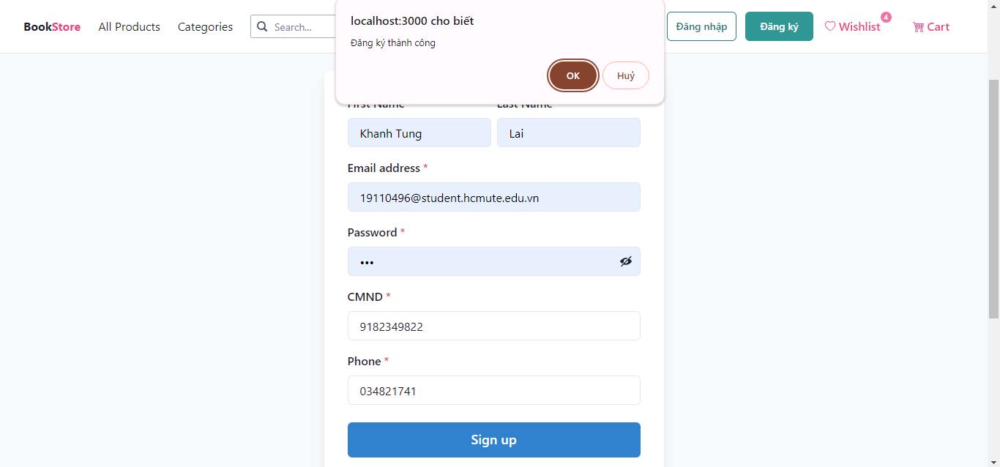 BookStore All Products Categories Search... Đăng nhập Đăng ký Wishlist 4 Cart
localhost:3000 cho biết
Đăng ký thành công
OK Huỷ
First Name Last Name
Khanh Tung Lai
Email address *
19110496@student.hcmute.edu.vn
Password *
CMND *
9182349822
Phone *
034821741
Sign up